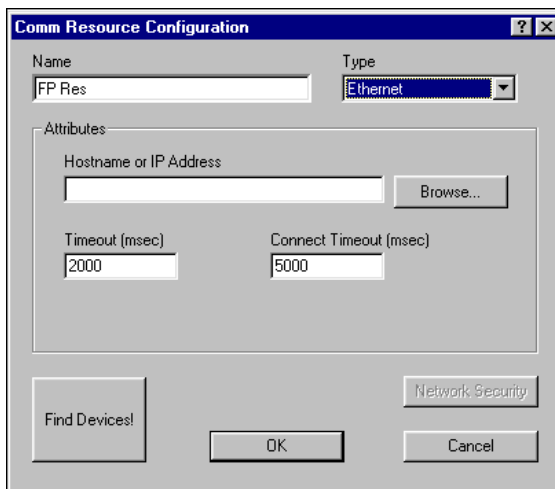 Comm Resource Configuration
Name
Type
FP Res
Ethernet
Attributes
Hostname or IP Address
Browse...
Timeout (msec)
Connect Timeout (msec)
2000
5000
Find Devices!
Network Security
OK
Cancel